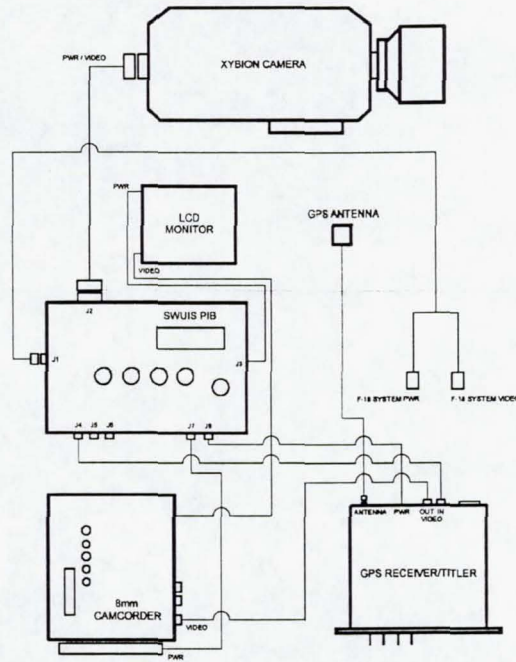 XYBION CAMERA
PWR / VIDEO
PWR
LCD
MONITOR
GPS ANTENNA
VIDEO
J2
SWUIS PIB
J1
J3
F-18 SYSTEM PWR
F-18 SYSTEM VIDEO
J4
J5
J6
J7
J8
ANTENNA
PWR
OUT IN
VIDEO
GPS RECEIVER/TITLER
8mm
CAMCORDER
VIDEO
PWR